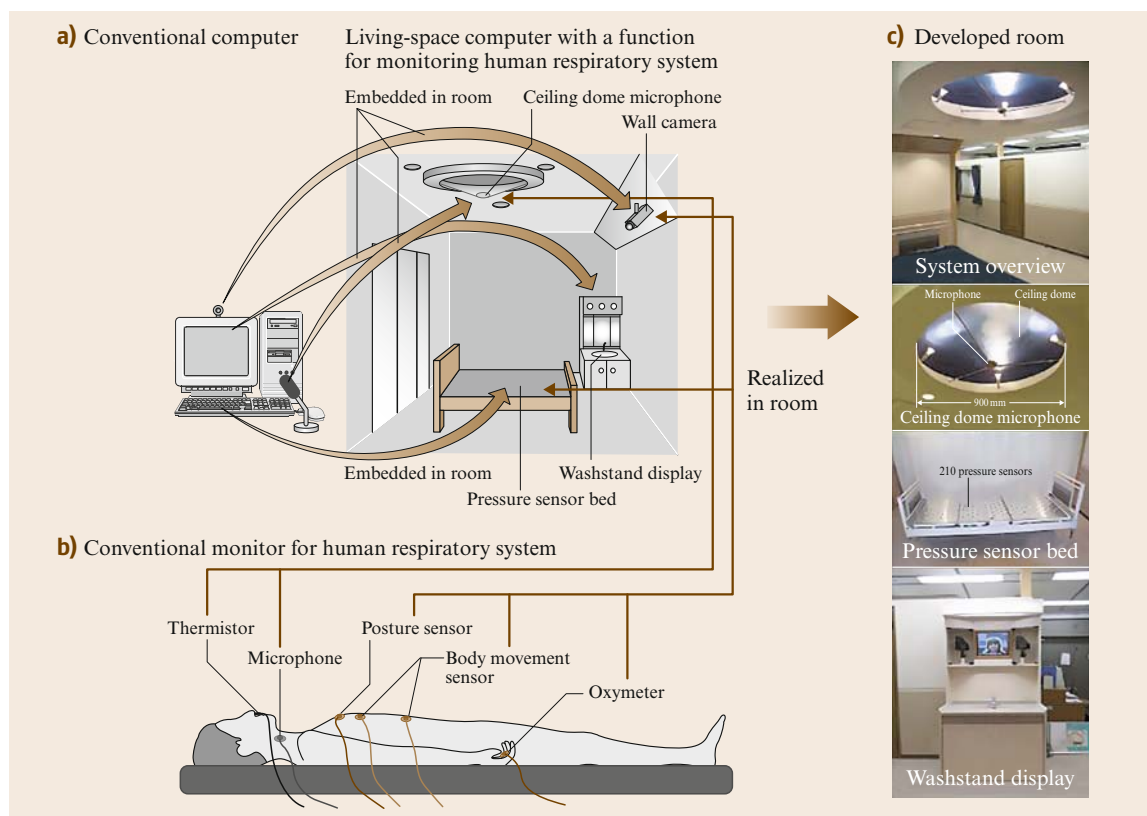 a) Conventional computer
Living-space computer with a function
for monitoring human respiratory system
Embedded in room
Ceiling dome microphone
Wall camera
Embedded in room
Washstand display
Pressure sensor bed
Realized
in room
b) Conventional monitor for human respiratory system
Thermistor
Microphone
Posture sensor
Body movement
sensor
Oxymeter
c) Developed room
System overview
Microphone
Ceiling dome
900 mm
Ceiling dome microphone
210 pressure sensors
Pressure sensor bed
Washstand display